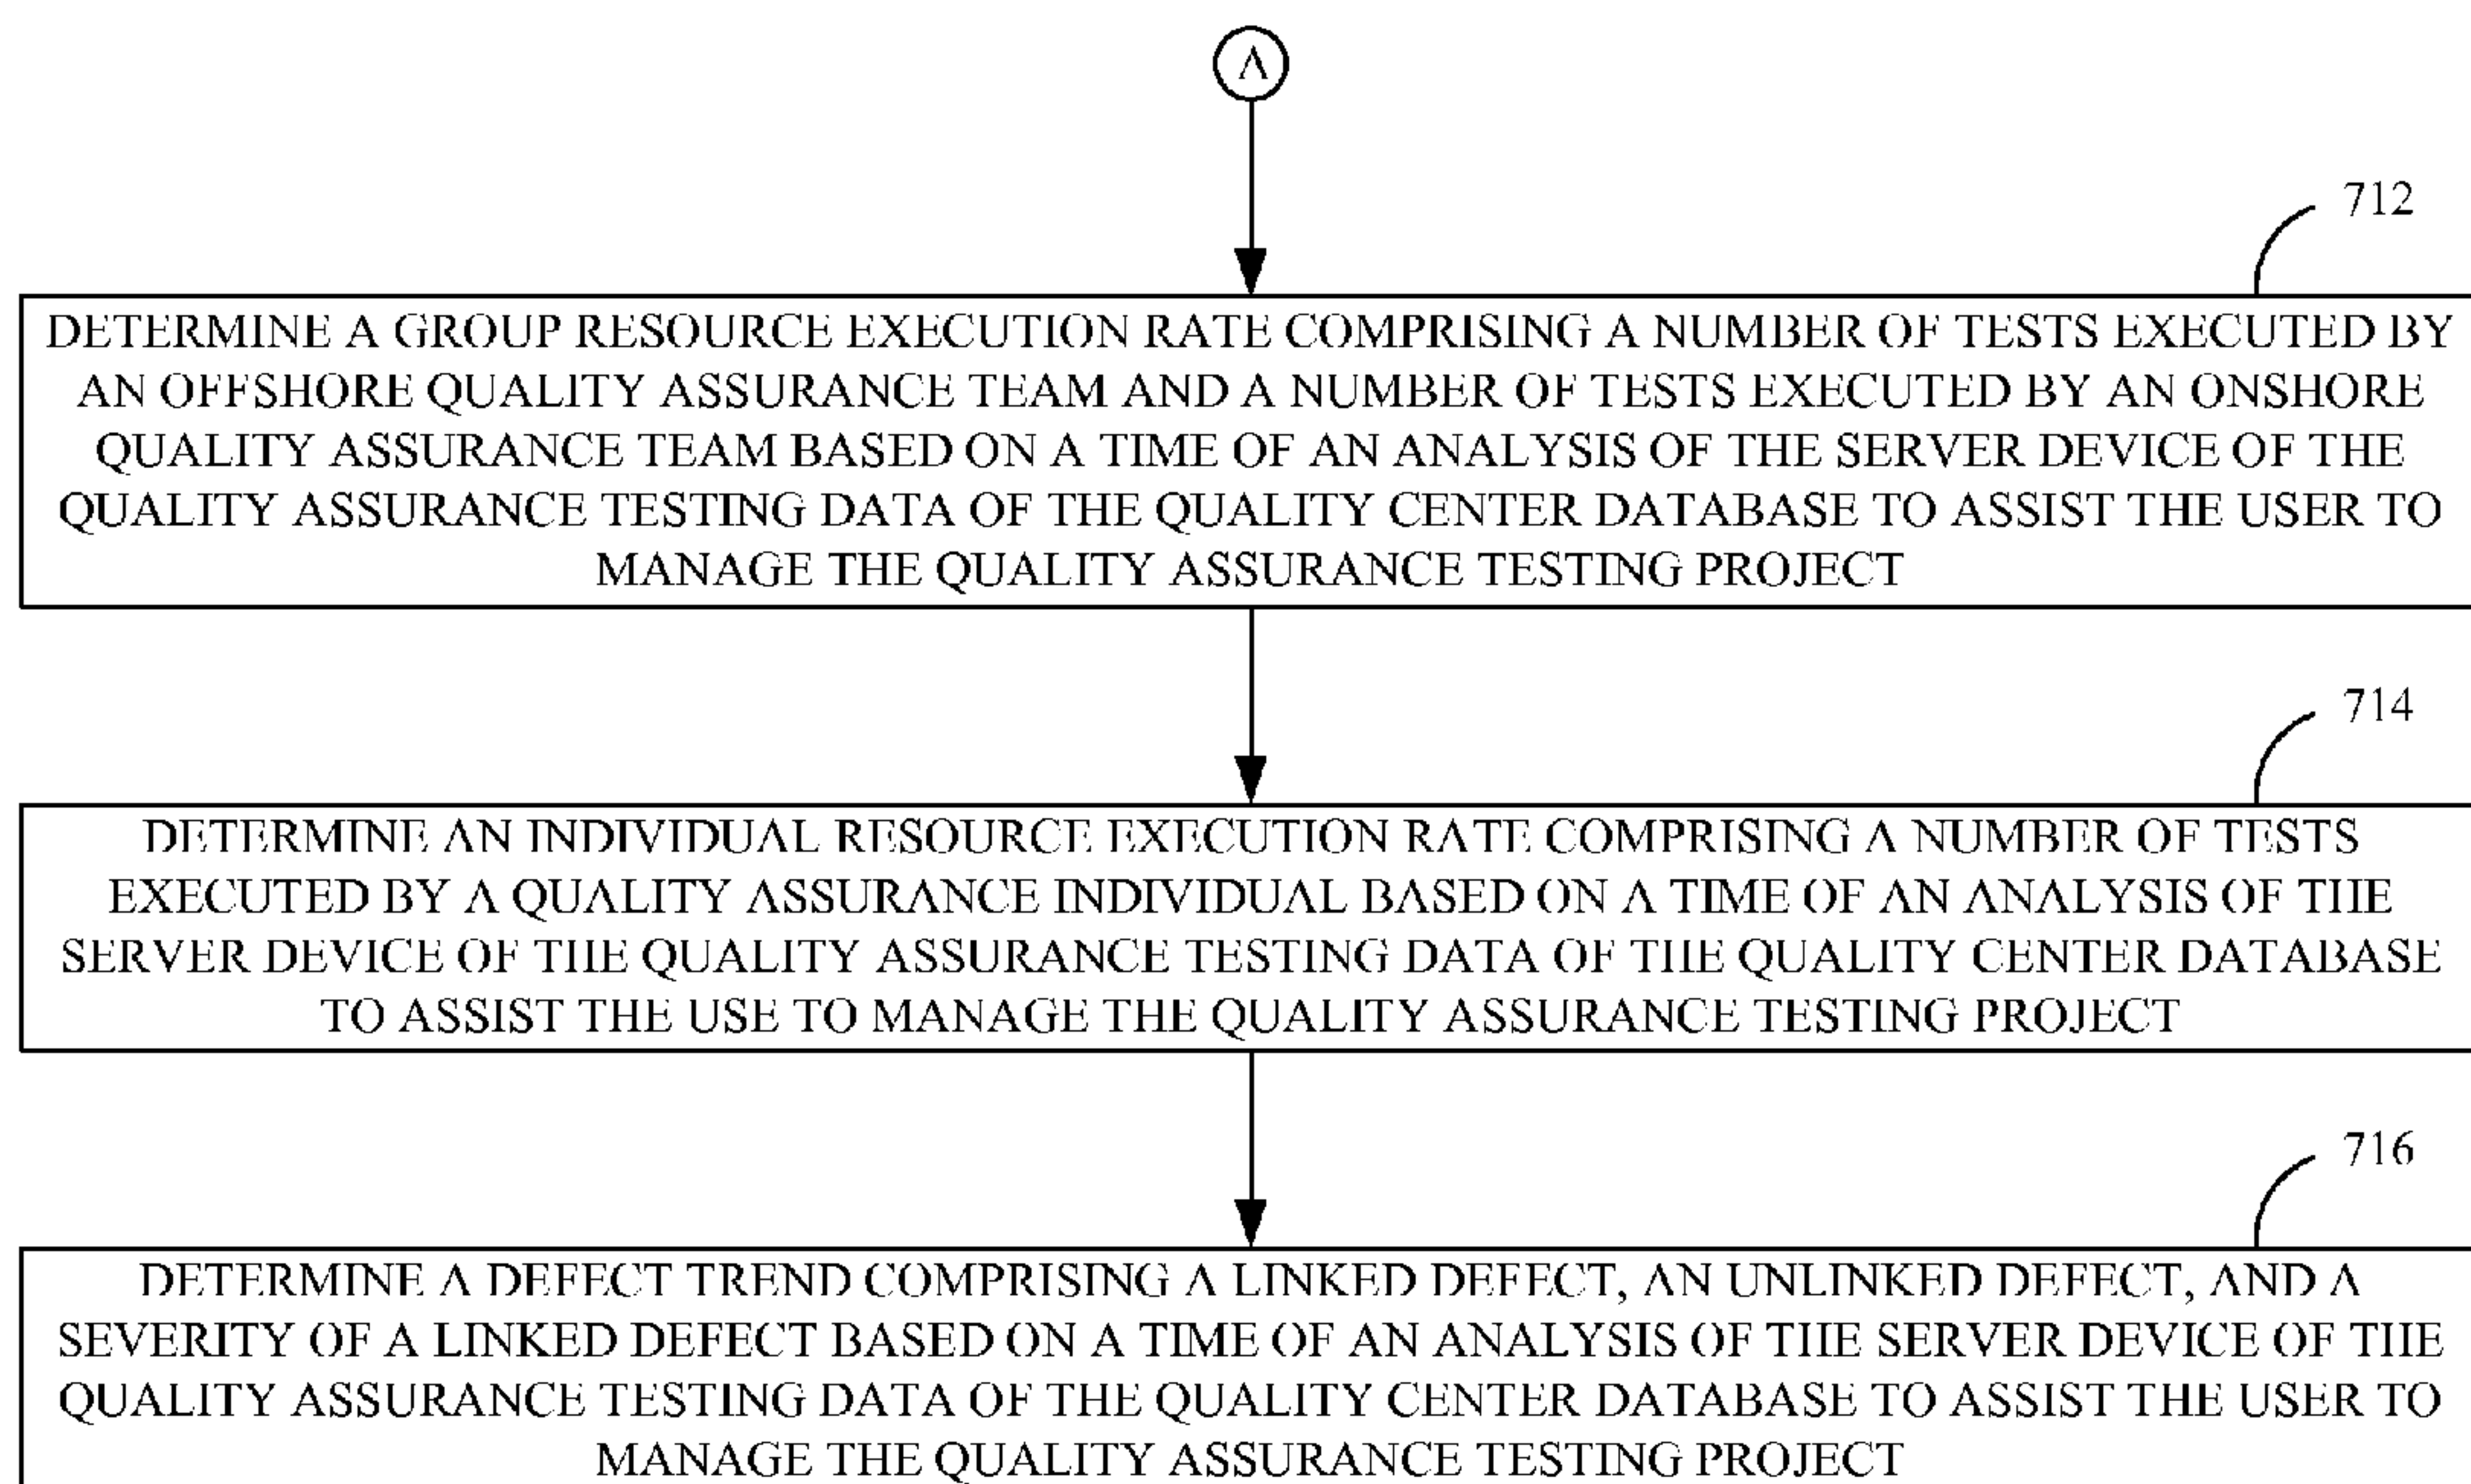 A
712
DETERMINE A GROUP RESOURCE EXECUTION RATE COMPRISING A NUMBER OF TESTS EXECUTED BY
AN OFFSHORE QUALITY ASSURANCE TEAM AND A NUMBER OF TESTS EXECUTED BY AN ONSHORE
QUALITY ASSURANCE TEAM BASED ON A TIME OF AN ANALYSIS OF THE SERVER DEVICE OF THE
QUALITY ASSURANCE TESTING DATA OF THE QUALITY CENTER DATABASE TO ASSIST THE USER TO
MANAGE THE QUALITY ASSURANCE TESTING PROJECT
714
DETERMINE AN INDIVIDUAL RESOURCE EXECUTION RATE COMPRISING A NUMBER OF TESTS
EXECUTED BY A QUALITY ASSURANCE INDIVIDUAL BASED ON A TIME OF AN ANALYSIS OF THE
SERVER DEVICE OF THE QUALITY ASSURANCE TESTING DATA OF THE QUALITY CENTER DATABASE
TO ASSIST THE USE TO MANAGE THE QUALITY ASSURANCE TESTING PROJECT
716
DETERMINE A DEFECT TREND COMPRISING A LINKED DEFECT, AN UNLINKED DEFECT, AND A
SEVERITY OF A LINKED DEFECT BASED ON A TIME OF AN ANALYSIS OF THE SERVER DEVICE OF THE
QUALITY ASSURANCE TESTING DATA OF THE QUALITY CENTER DATABASE TO ASSIST THE USER TO
MANAGE THE QUALITY ASSURANCE TESTING PROJECT